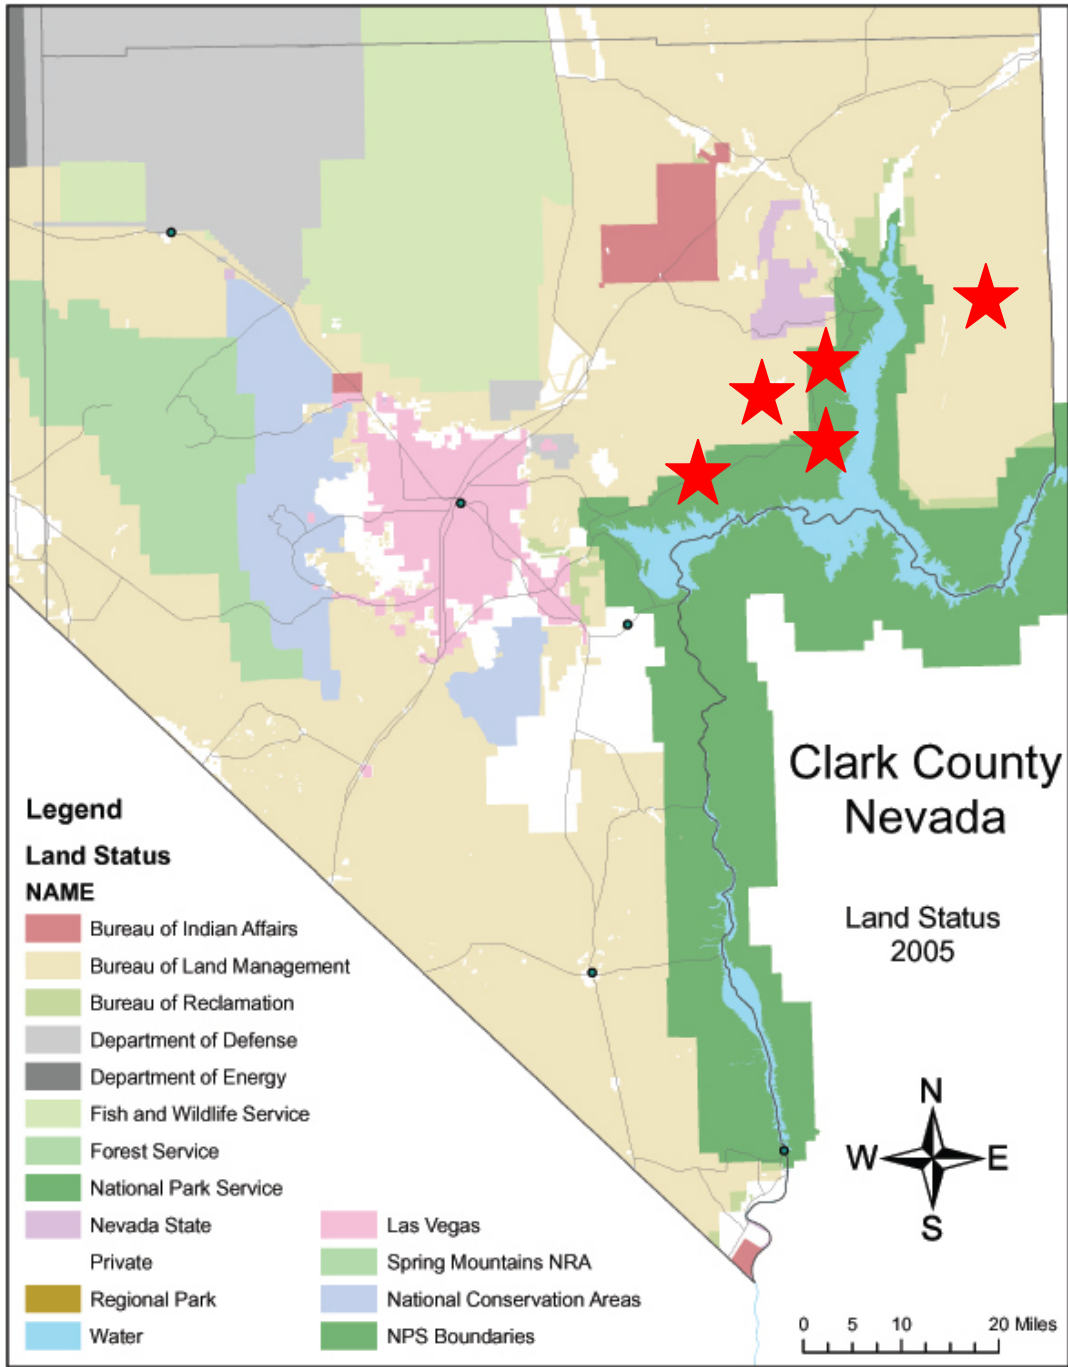 Clark County
Nevada
Land Status
2005
Legend
Land Status
NAME
Bureau of Indian Affairs
Bureau of Land Management
Bureau of Reclamation
Department of Defense
Department of Energy
Fish and Wildlife Service
Forest Service
National Park Service
Nevada State
Private
Regional Park
Water
Las Vegas
Spring Mountains NRA
National Conservation Areas
NPS Boundaries
N
W E
S
0 5 10 20 Miles